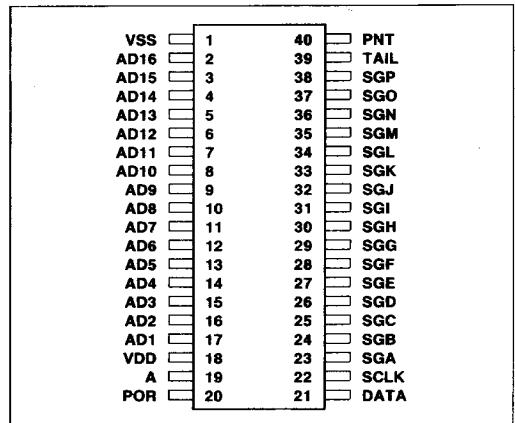 VSS 1 40 PNT
AD16 2 39 TAIL
AD15 3 38 SGP
AD14 4 37 SGO
AD13 5 36 SGN
AD12 6 35 SGM
AD11 7 34 SGL
AD10 8 33 SGK
AD9 9 32 SGJ
AD8 10 31 SGI
AD7 11 30 SGH
AD6 12 29 SGG
AD5 13 28 SGF
AD4 14 27 SGE
AD3 15 26 SGD
AD2 16 25 SGC
AD1 17 24 SGB
VDD 18 23 SGA
A 19 22 SCLK
POR 20 21 DATA